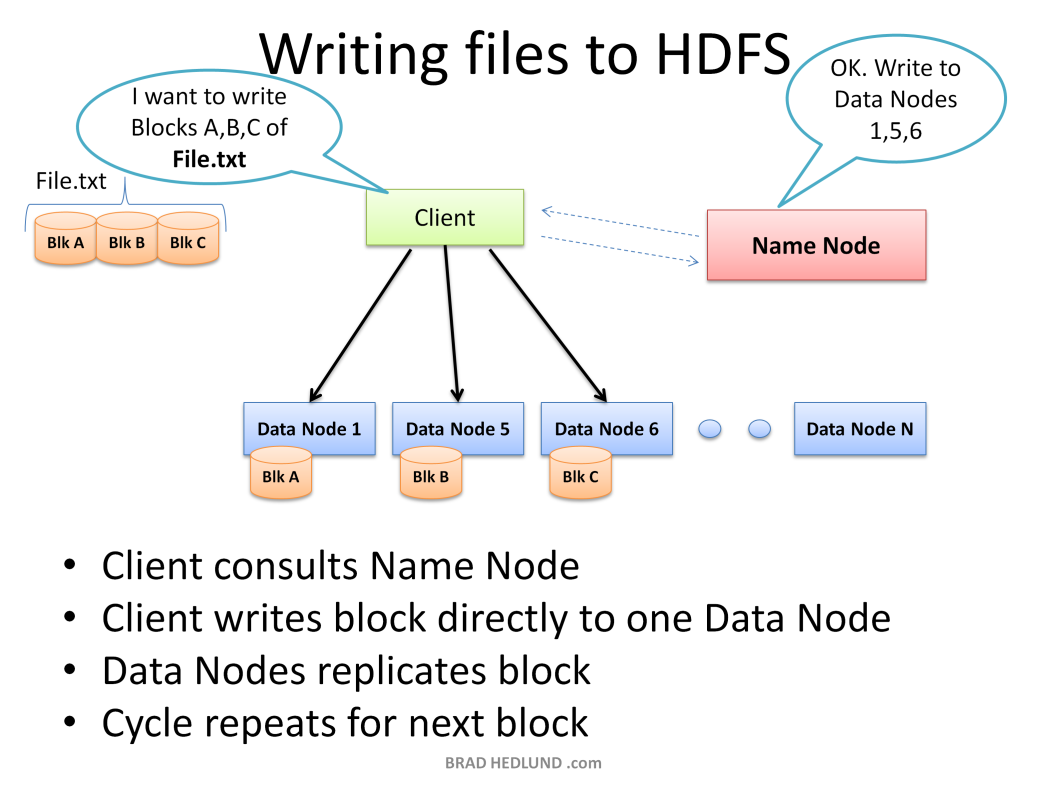 Writing files to HDFS
I want to write
Blocks A,B,C of
File.txt
OK. Write to
Data Nodes
1,5,6
File.txt
Blk A
Blk B
Blk C
Client
Name Node
Data Node 1
Data Node 5
Data Node 6
Data Node N
Blk A
Blk B
Blk C
• Client consults Name Node
• Client writes block directly to one Data Node
• Data Nodes replicates block
• Cycle repeats for next block
BRAD HEDLUND .com